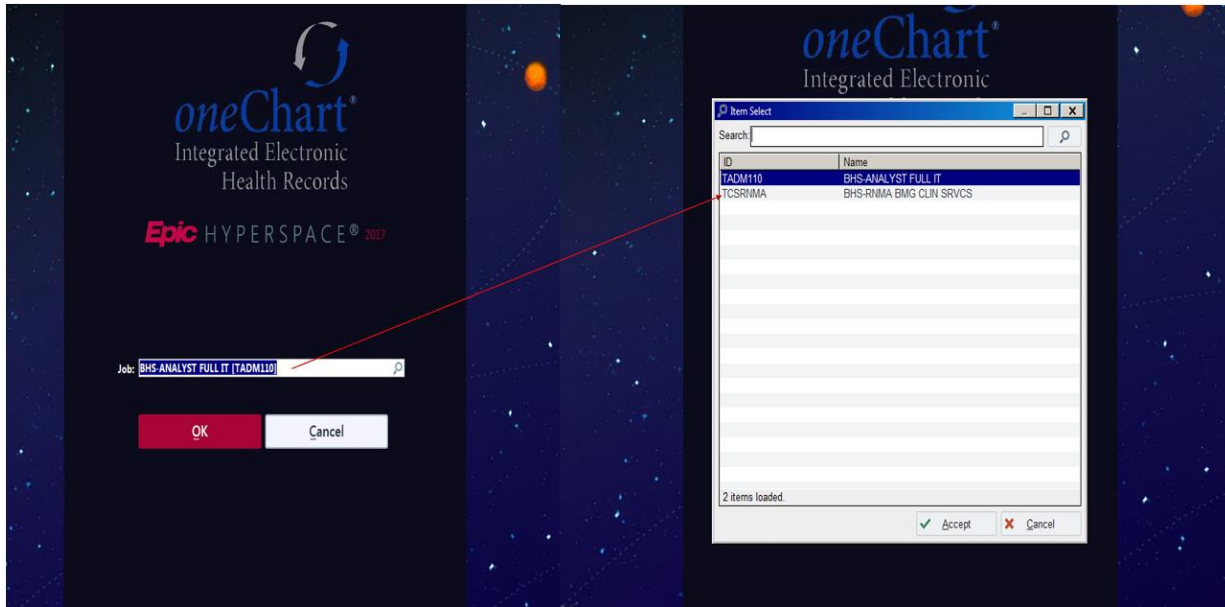 oneChart®
Integrated Electronic
Health Records
Epic HYPERSPACE® 2017
Job: BHS-ANALYST FULL IT [TADM110]
OK Cancel
oneChart®
Integrated Electronic
Item Select
Search:
ID Name
TADM110 BHS-ANALYST FULL IT
TCSRNMA BHS-RNMA BMG CLIN SRVCS
2 items loaded.
Accept Cancel